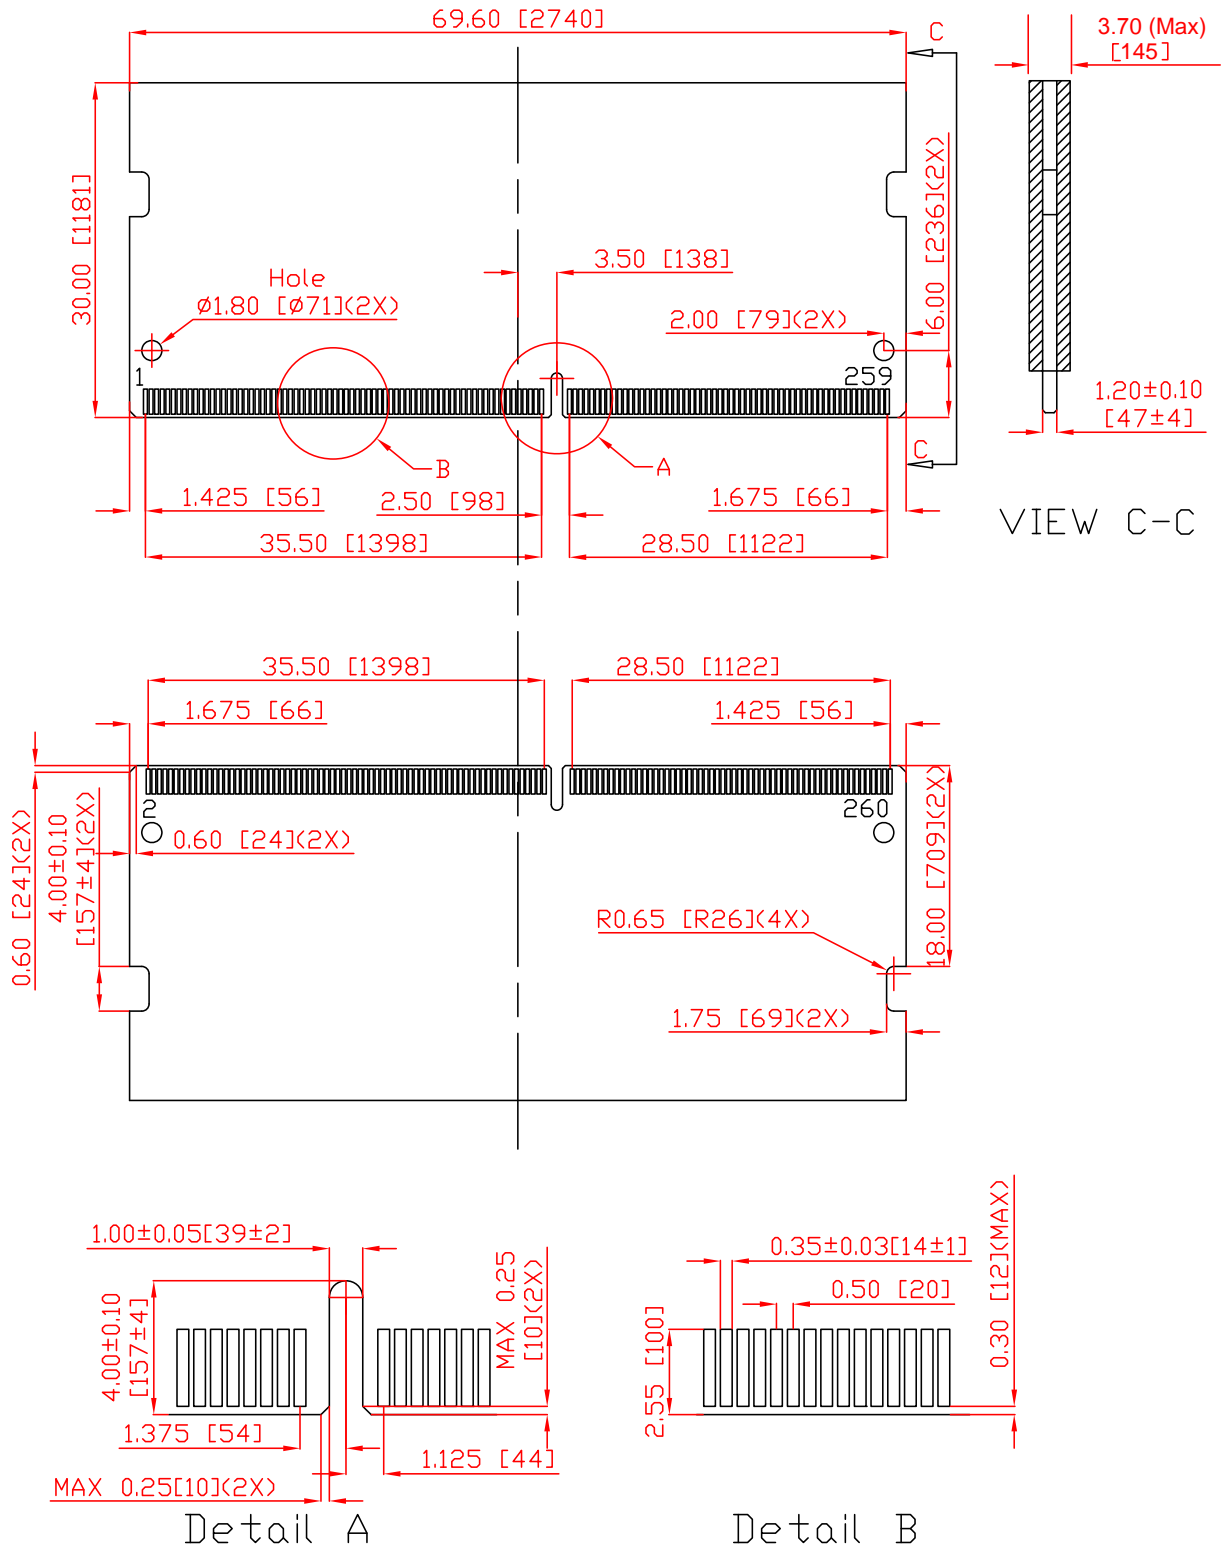 69.60 [2740]
C
3.70 (Max)
[145]
30.00 [1181]
6.00 [236](2X)
3.50 [138]
Hole
ø1.80 [ø71](2X)
2.00 [79](2X)
1
259
1.20±0.10
[47±4]
B
A
C
1.425 [56]
2.50 [98]
1.675 [66]
VIEW C-C
35.50 [1398]
28.50 [1122]
35.50 [1398]
28.50 [1122]
1.675 [66]
1.425 [56]
2
260
0.60 [24](2X)
4.00±0.10
[157±4](2X)
0.60 [24](2X)
18.00 [709](2X)
R0.65 [R26](4X)
1.75 [69](2X)
1.00±0.05[39±2]
4.00±0.10
[157±4]
MAX 0.25
[10](2X)
1.375 [54]
1.125 [44]
MAX 0.25[10](2X)
Detail A
0.35±0.03[14±1]
0.50 [20]
0.30 [12](MAX)
2.55 [100]
Detail B